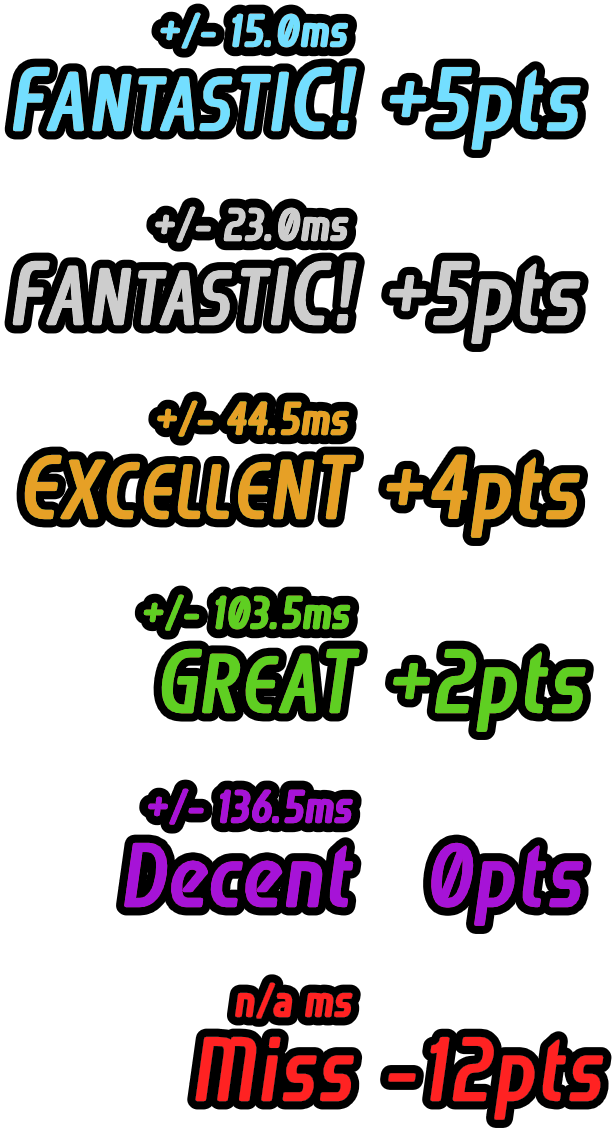 +/- 15.0ms
FANTASTIC! +5pts
+/- 23.0ms
FANTASTIC! +5pts
+/- 44.5ms
EXCELLENT +4pts
+/- 103.5ms
GREAT +2pts
+/- 136.5ms
Decent 0pts
n/a ms
Miss -12pts